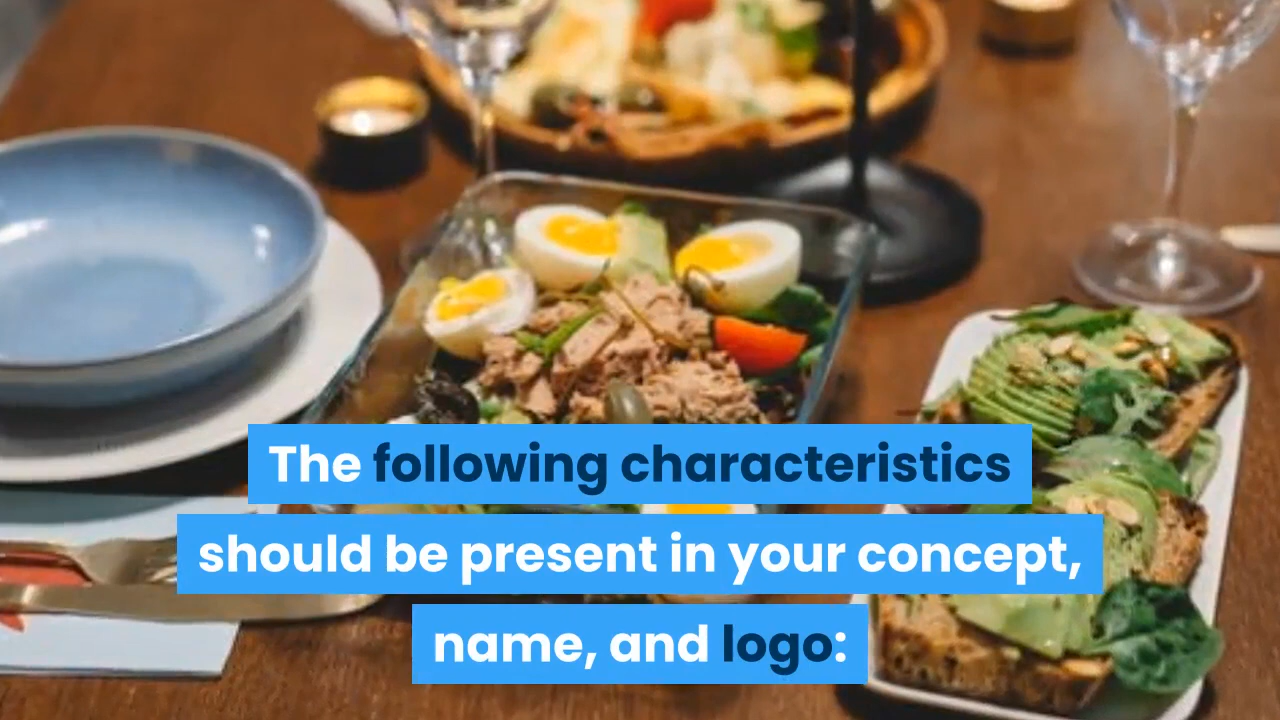 The following characteristics
should be present in your concept,
name, and logo: